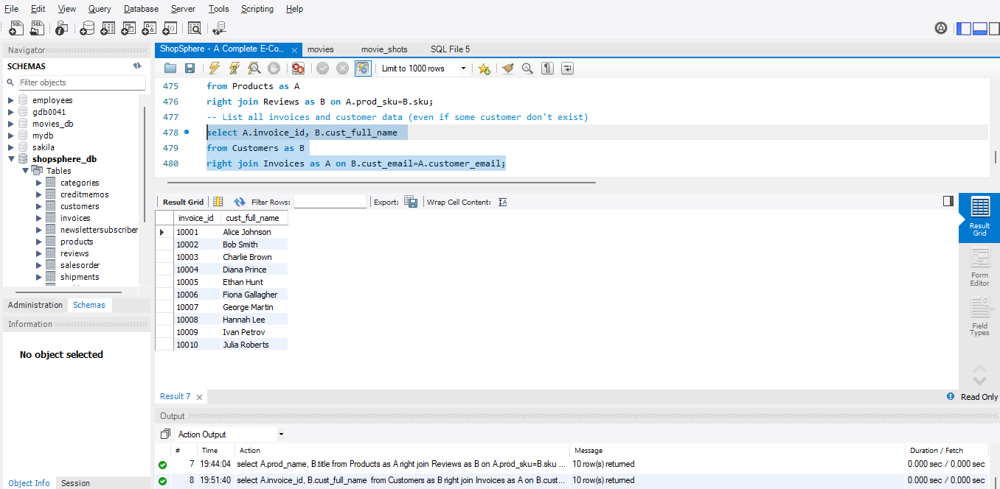 File Edit View Query Database Server Tools Scripting Help
Navigator
SCHEMAS
Filter objects
employees
gdb0041
movies_db
mydb
sakila
shopsphere_db
Tables
categories
creditmemos
customers
invoices
newslettersubscriber
products
reviews
salesorder
shipments
Administration Schemas
Information
No object selected
Object Info Session
ShopSphere - A Complete E-Co... movies movie_shots SQL File 5
Limit to 1000 rows
475 from Products as A
476 right join Reviews as B on A.prod_sku=B.sku;
477 -- List all invoices and customer data (even if some customer don't exist)
478 select A.invoice_id, B.cust_full_name
479 from Customers as B
480 right join Invoices as A on B.cust_email=A.customer_email;
Result Grid Filter Rows: Export: Wrap Cell Content:
invoice_id cust_full_name
10001 Alice Johnson
10002 Bob Smith
10003 Charlie Brown
10004 Diana Prince
10005 Ethan Hunt
10006 Fiona Gallagher
10007 George Martin
10008 Hannah Lee
10009 Ivan Petrov
10010 Julia Roberts
Result
Grid
Form
Editor
Field
Types
Result 7 Read Only
Output
Action Output
# Time Action Message Duration / Fetch
7 19:44:04 select A.prod_name, B.title from Products as A right join Reviews as B on A.prod_sku=B.sku ... 10 row(s) returned 0.000 sec / 0.000 sec
8 19:51:40 select A.invoice_id, B.cust_full_name from Customers as B right join Invoices as A on B.cust... 10 row(s) returned 0.000 sec / 0.000 sec